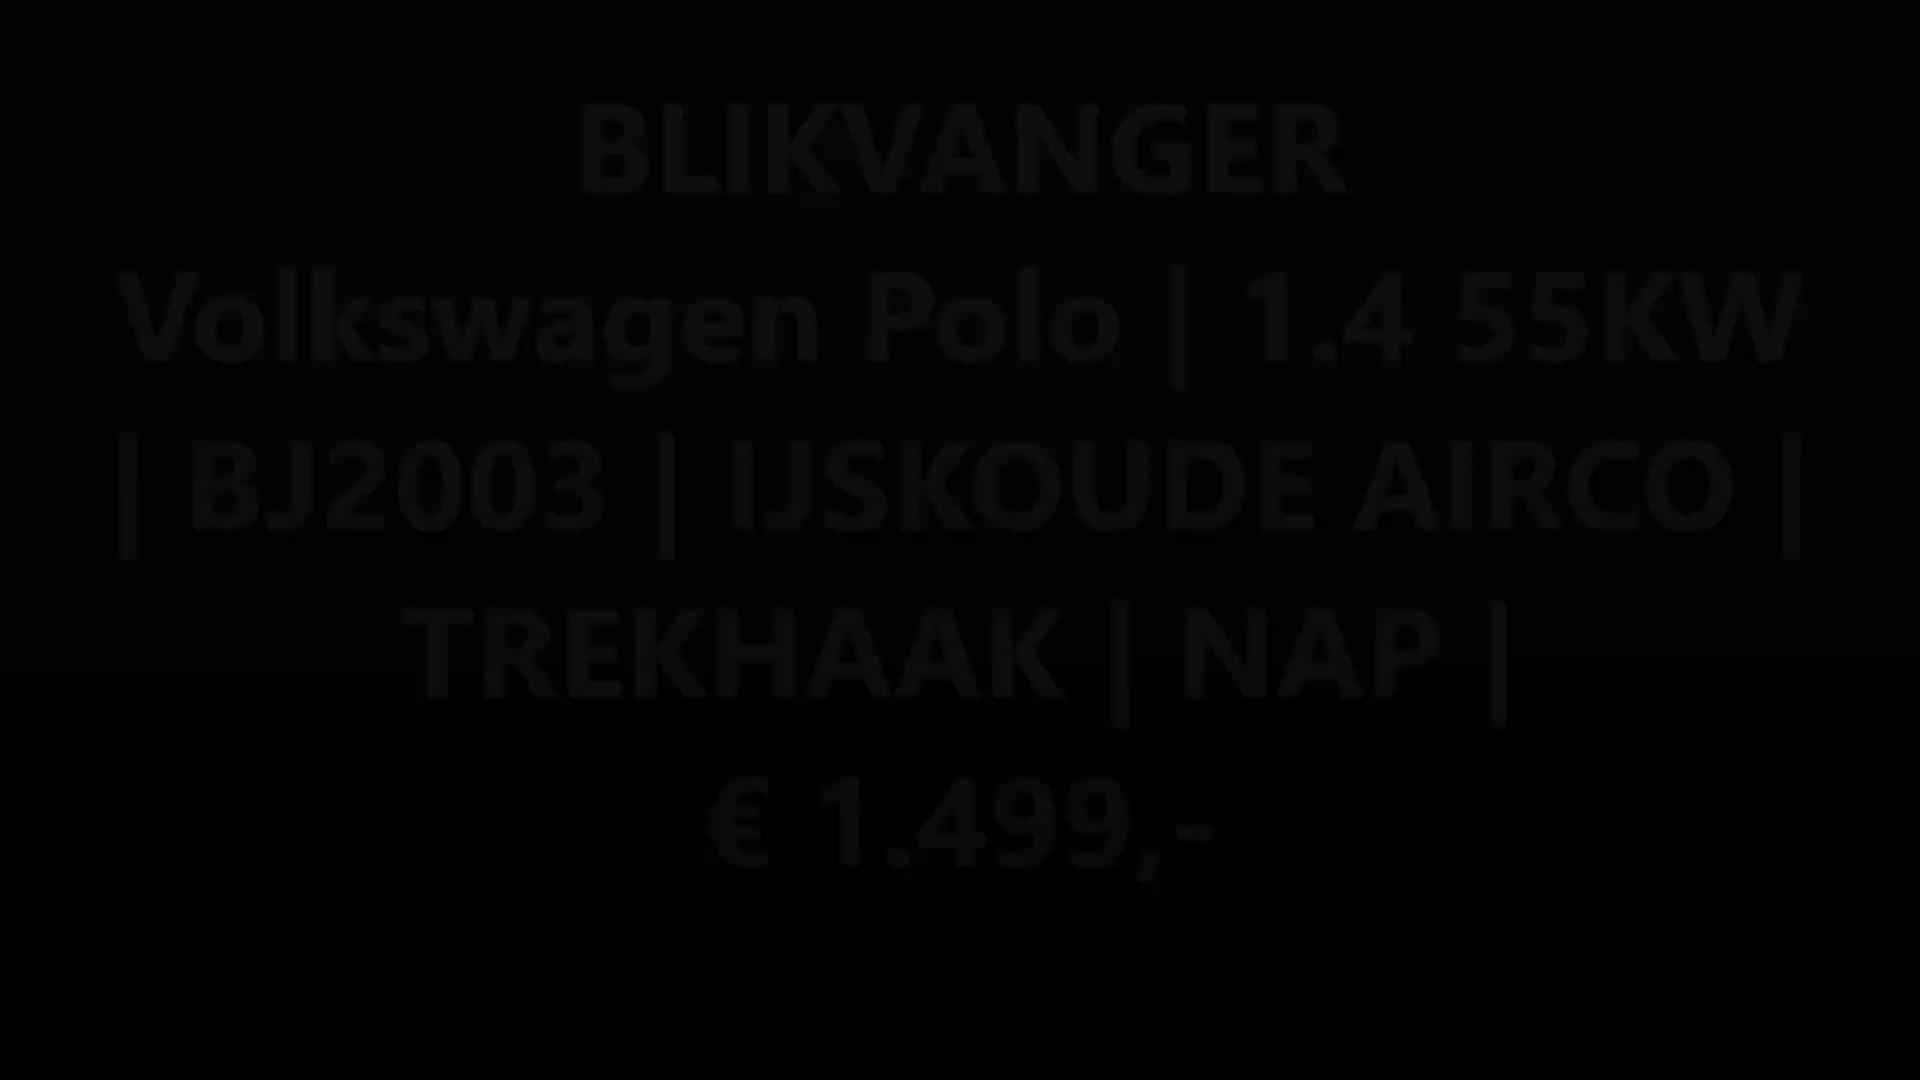 BLIKVANGER
Volkswagen Polo | 1.4 55KW
| BJ2003 | IJSKOUDE AIRCO |
TREKHAAK | NAP |
€ 1.499,-